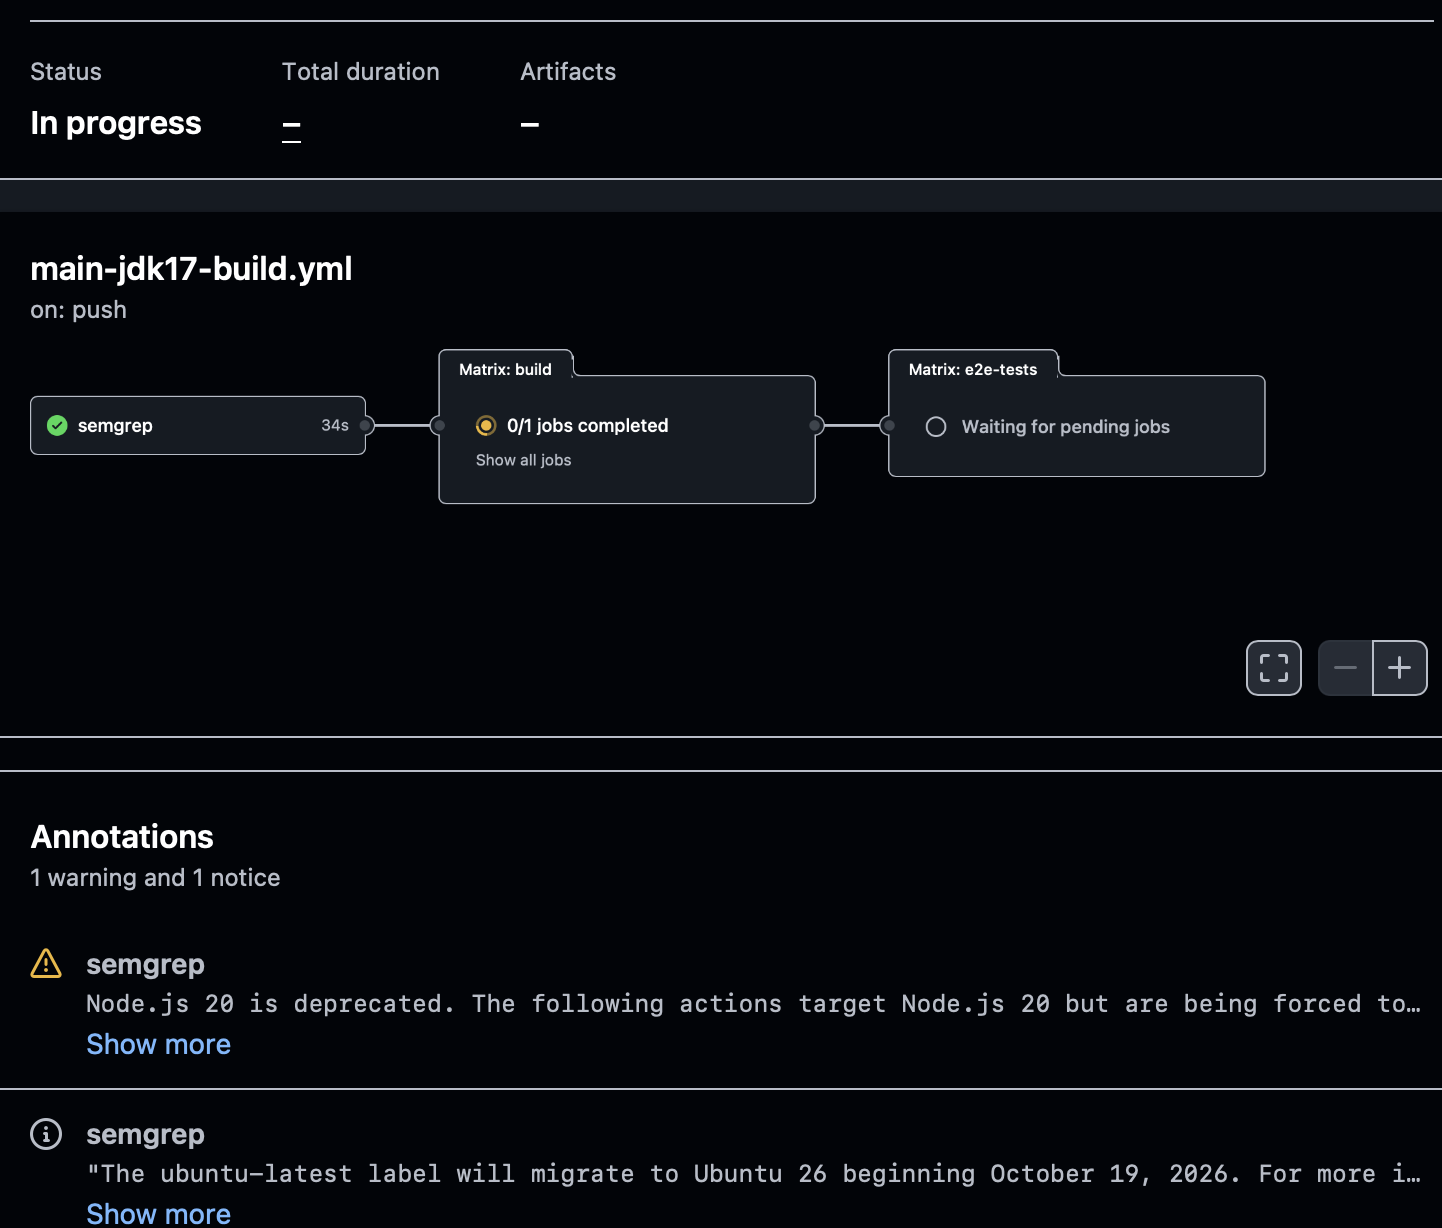 Status
Total duration
Artifacts
In progress
–
–
main-jdk17-build.yml
on: push
Matrix: build
Matrix: e2e-tests
semgrep
34s
0/1 jobs completed
Waiting for pending jobs
Show all jobs
Annotations
1 warning and 1 notice
semgrep
Node.js 20 is deprecated. The following actions target Node.js 20 but are being forced to…
Show more
semgrep
"The ubuntu-latest label will migrate to Ubuntu 26 beginning October 19, 2026. For more i…
Show more